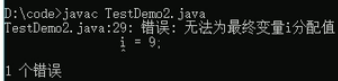 D:\code>javac TestDemo2.java
TestDemo2.java:29: 错误: 无法为最终变量i分配值
i = 9;
^
1 个错误